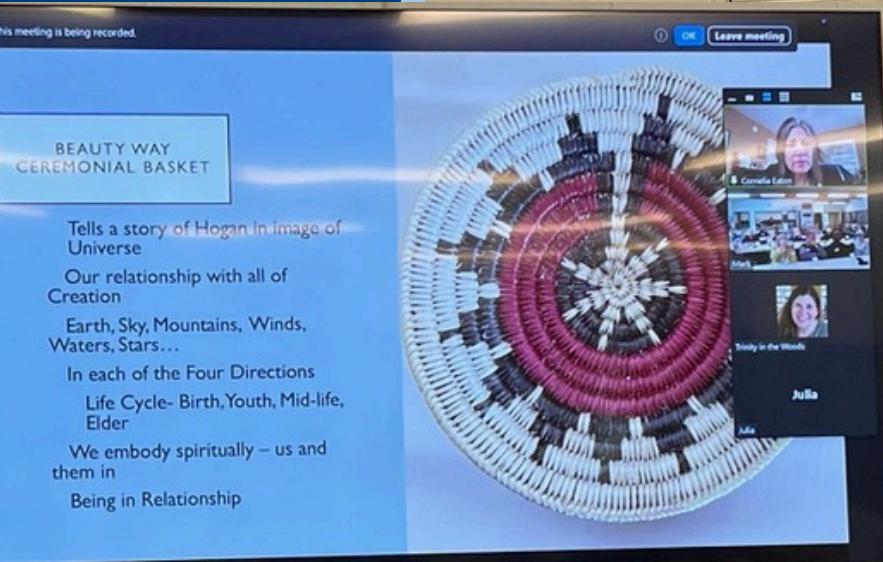 his meeting is being recorded.
OK
Leave meeting
BEAUTY WAY
CEREMONIAL BASKET
Tells a story of Hogan in image of
Universe
Our relationship with all of
Creation
Earth, Sky, Mountains, Winds,
Waters, Stars…
In each of the Four Directions
Life Cycle- Birth, Youth, Mid-life,
Elder
We embody spiritually – us and
them in
Being in Relationship
Cornelia Eaton
Mark
Trinity in the Woods
Julia
Julia